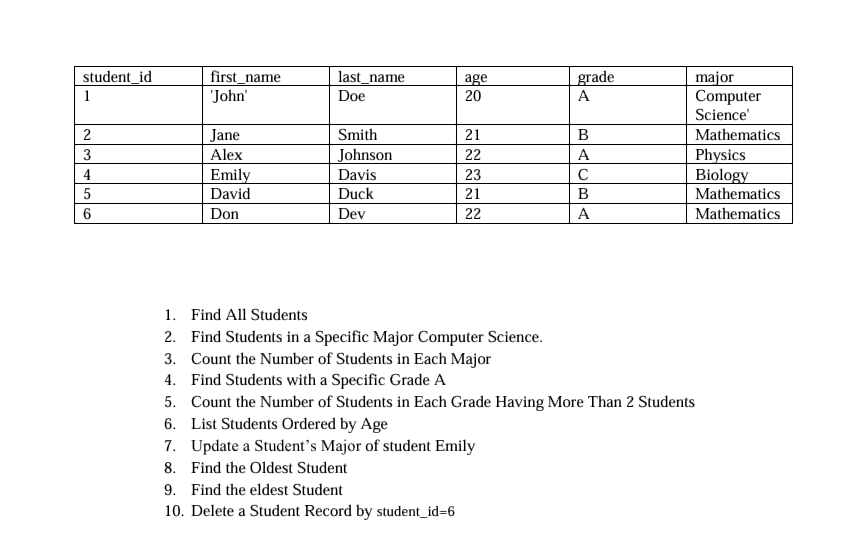 student_id first_name last_name age grade major
1 'John' Doe 20 A Computer
Science'
2 Jane Smith 21 B Mathematics
3 Alex Johnson 22 A Physics
4 Emily Davis 23 C Biology
5 David Duck 21 B Mathematics
6 Don Dev 22 A Mathematics
1. Find All Students
2. Find Students in a Specific Major Computer Science.
3. Count the Number of Students in Each Major
4. Find Students with a Specific Grade A
5. Count the Number of Students in Each Grade Having More Than 2 Students
6. List Students Ordered by Age
7. Update a Student’s Major of student Emily
8. Find the Oldest Student
9. Find the eldest Student
10. Delete a Student Record by student_id=6